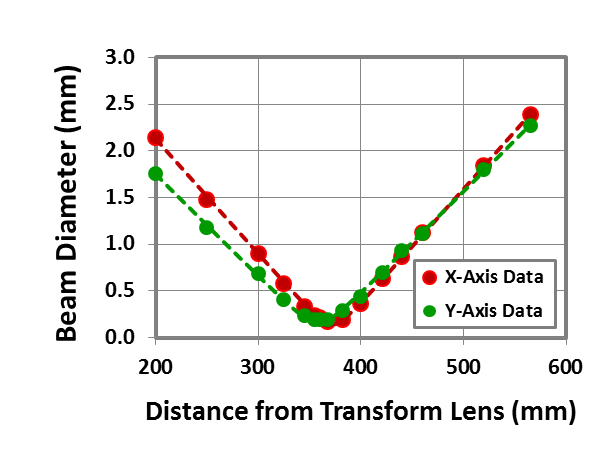 3.0
2.5
2.0
1.5
1.0
0.5
0.0
Beam Diameter (mm)
200 300 400 500 600
Distance from Transform Lens (mm)
X-Axis Data
Y-Axis Data